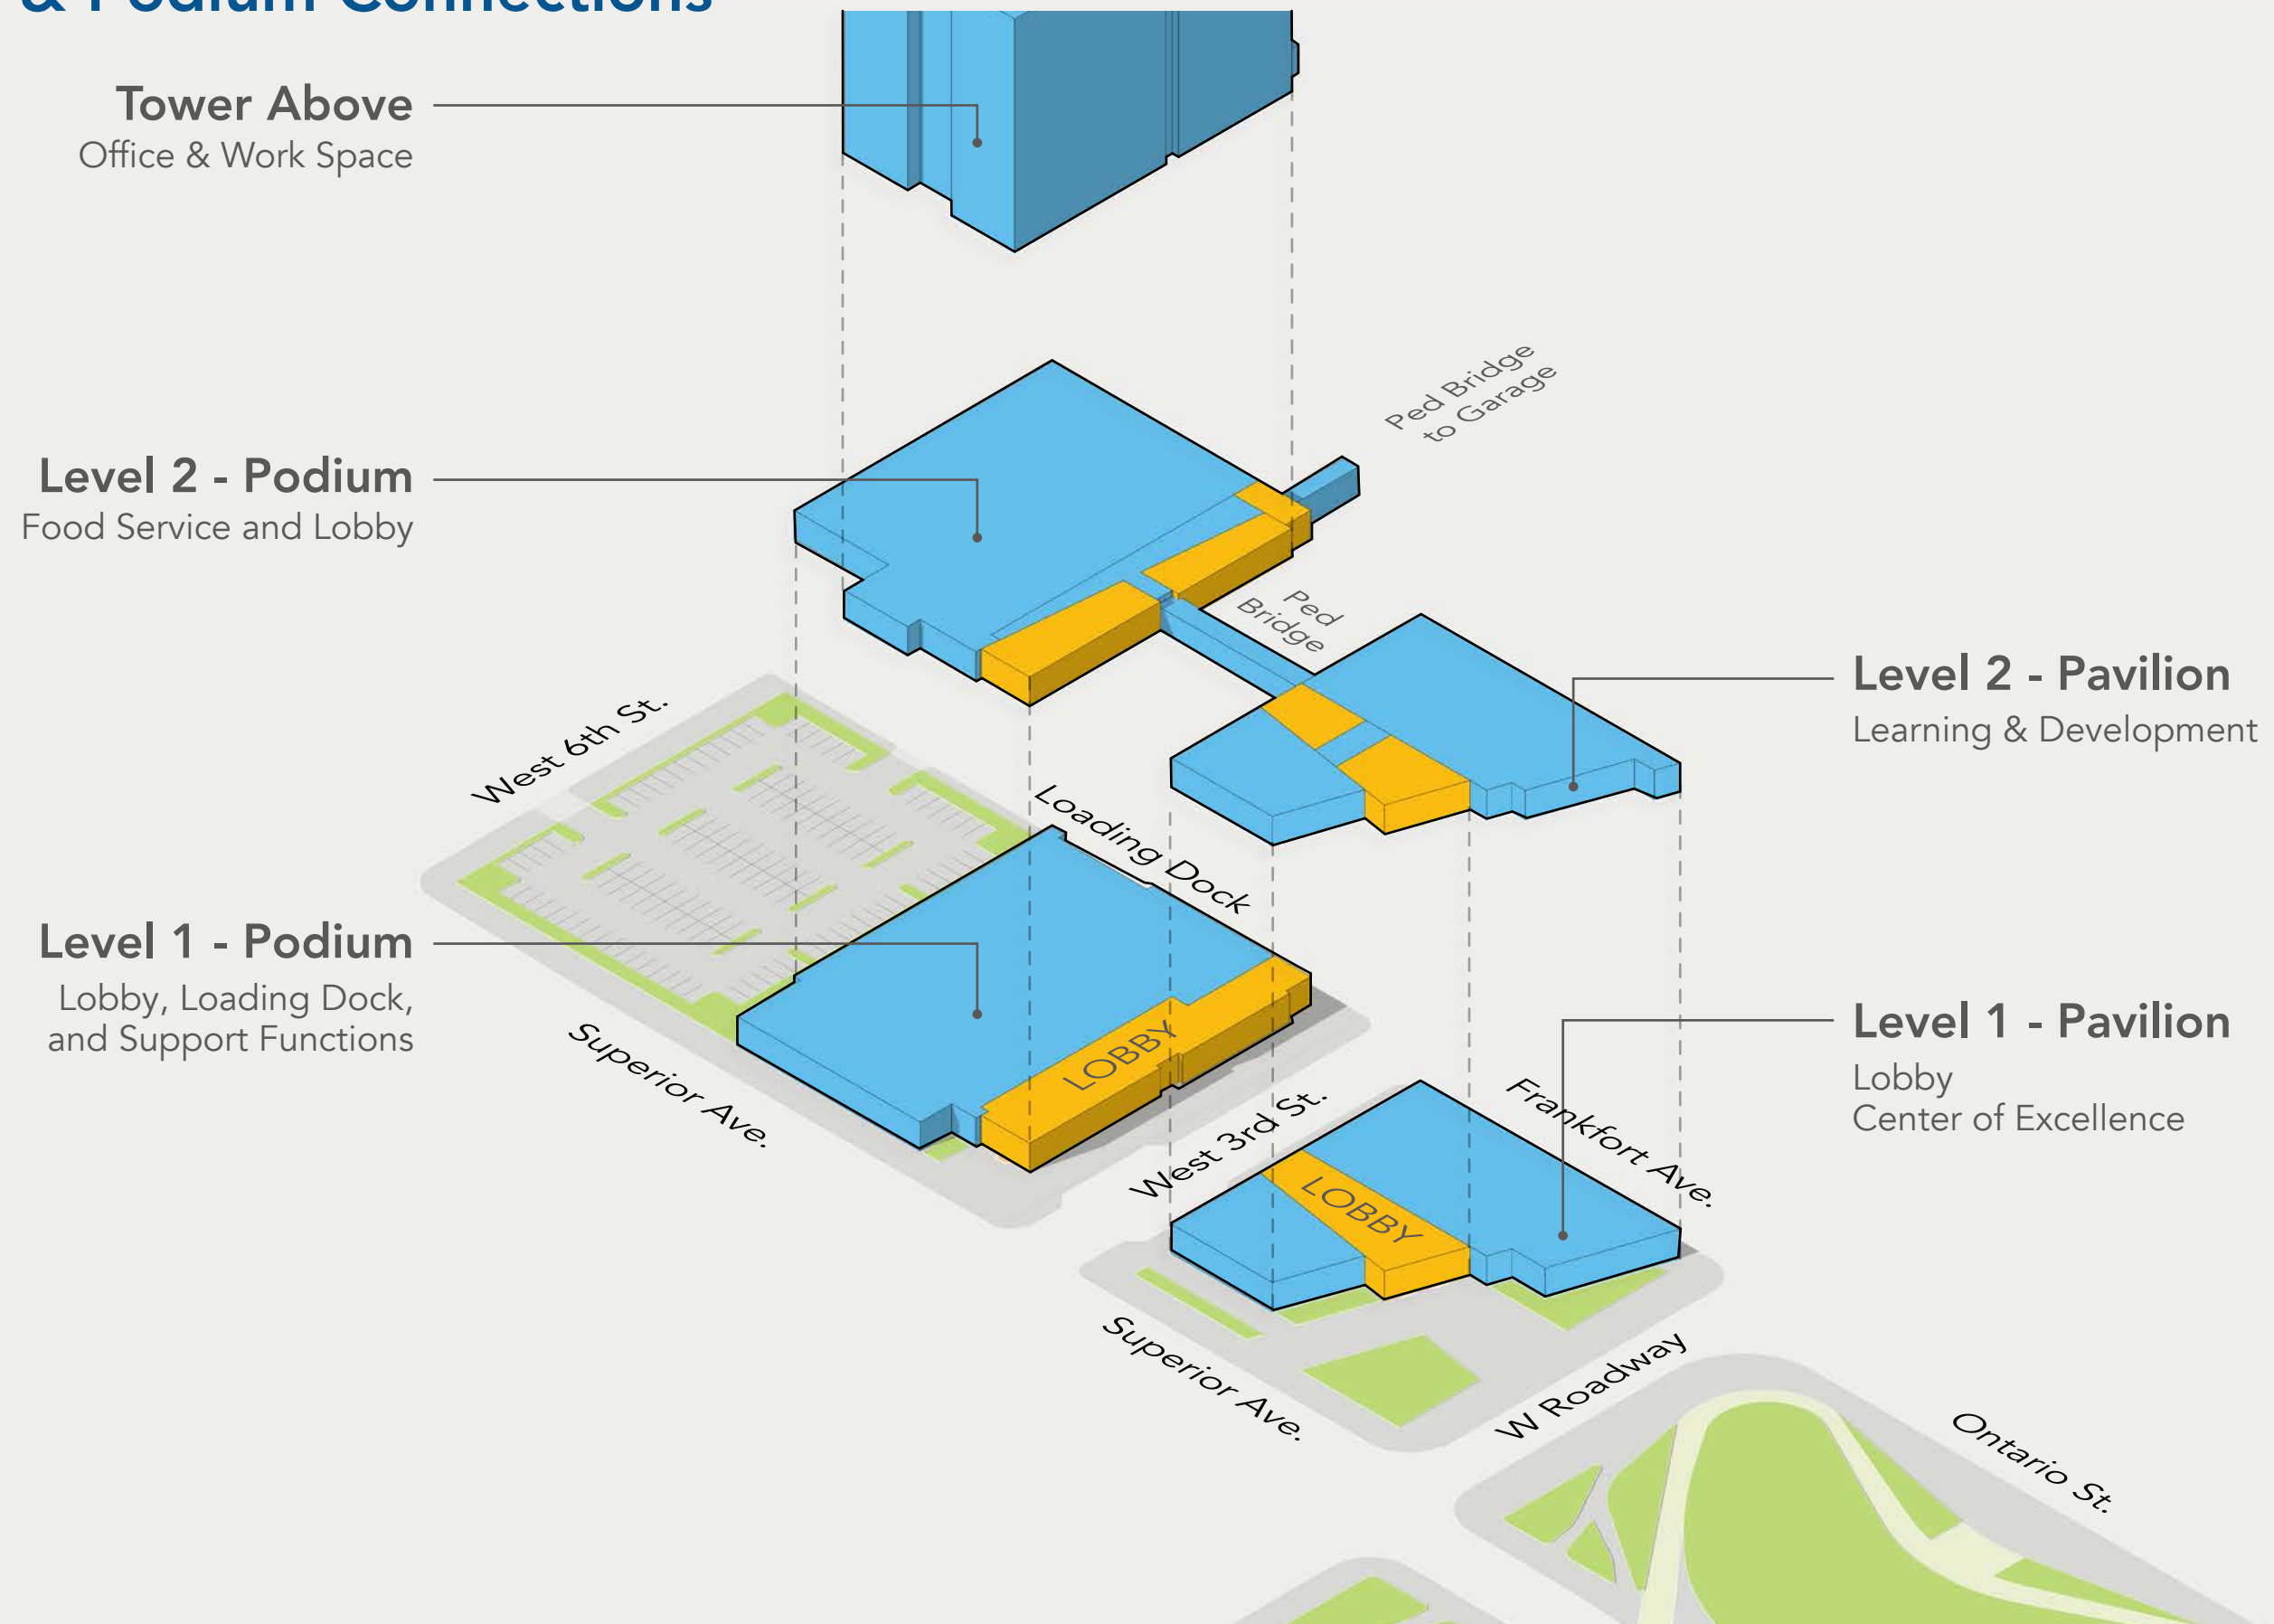 & Podium Connections
Tower Above
Office & Work Space
Ped Bridge
to Garage
Level 2 - Podium
Food Service and Lobby
Ped
Bridge
Level 2 - Pavilion
Learning & Development
West 6th St.
Loading Dock
Level 1 - Podium
Lobby, Loading Dock,
and Support Functions
LOBBY
Superior Ave.
West 3rd St.
Frankfort Ave.
Level 1 - Pavilion
Lobby
Center of Excellence
LOBBY
Superior Ave.
W Roadway
Ontario St.